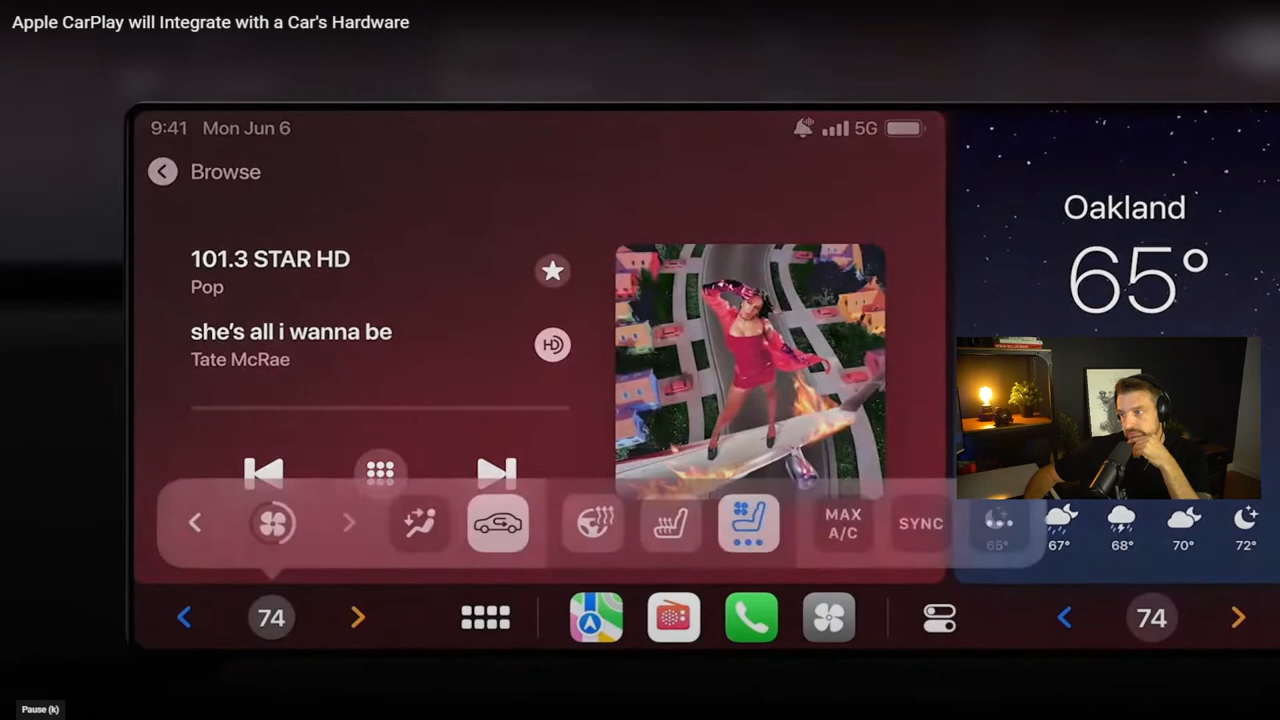 Apple CarPlay will Integrate with a Car's Hardware
9:41 Mon Jun 6
5G
Browse
101.3 STAR HD
Pop
she's all i wanna be
Tate McRae
HD
Oakland
65°
MAX
A/C
SYNC
65° 67° 68° 70° 72°
74
74
Pause (k)